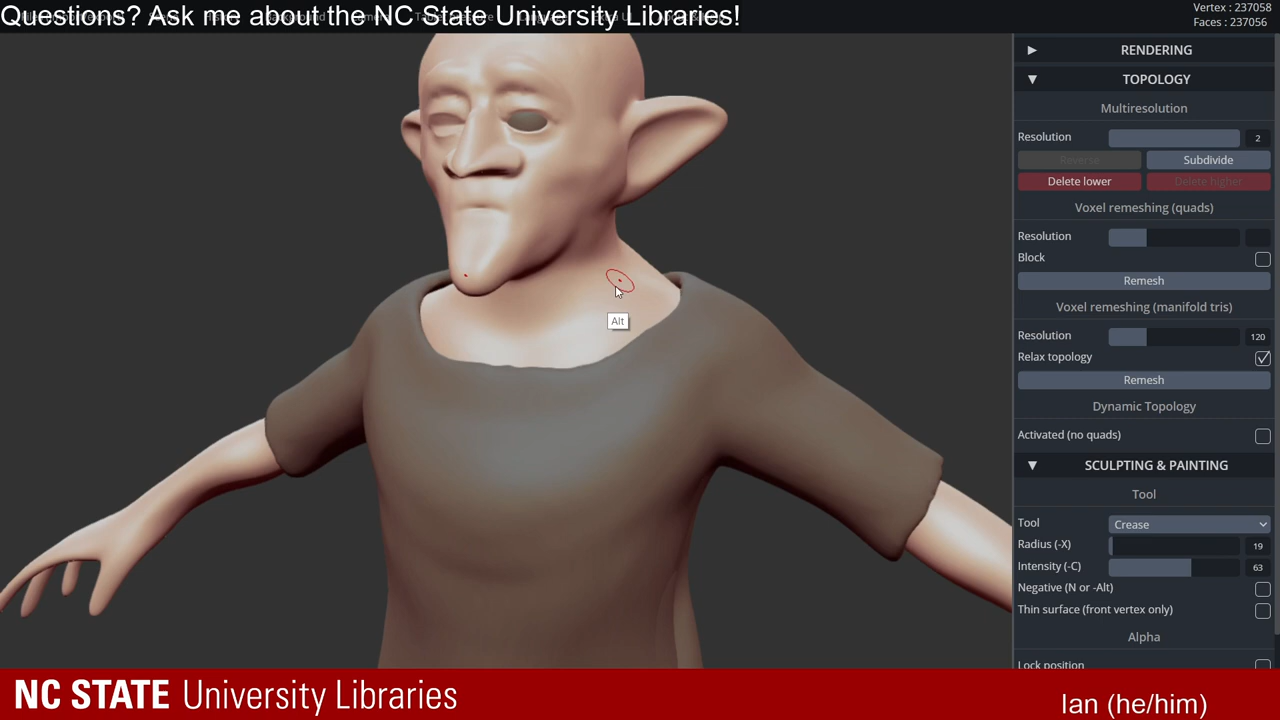 Questions? Ask me about the NC State University Libraries!
Vertex : 237058
Faces : 237056
RENDERING
TOPOLOGY
Multiresolution
Resolution 2
Reverse Subdivide
Delete lower Delete higher
Voxel remeshing (quads)
Resolution
Block
Remesh
Voxel remeshing (manifold tris)
Resolution 120
Relax topology
Remesh
Dynamic Topology
Activated (no quads)
SCULPTING & PAINTING
Tool
Tool Crease
Radius (-X) 19
Intensity (-C) 63
Negative (N or -Alt)
Thin surface (front vertex only)
Alpha
Lock position
Alt
NC STATE University Libraries
Ian (he/him)